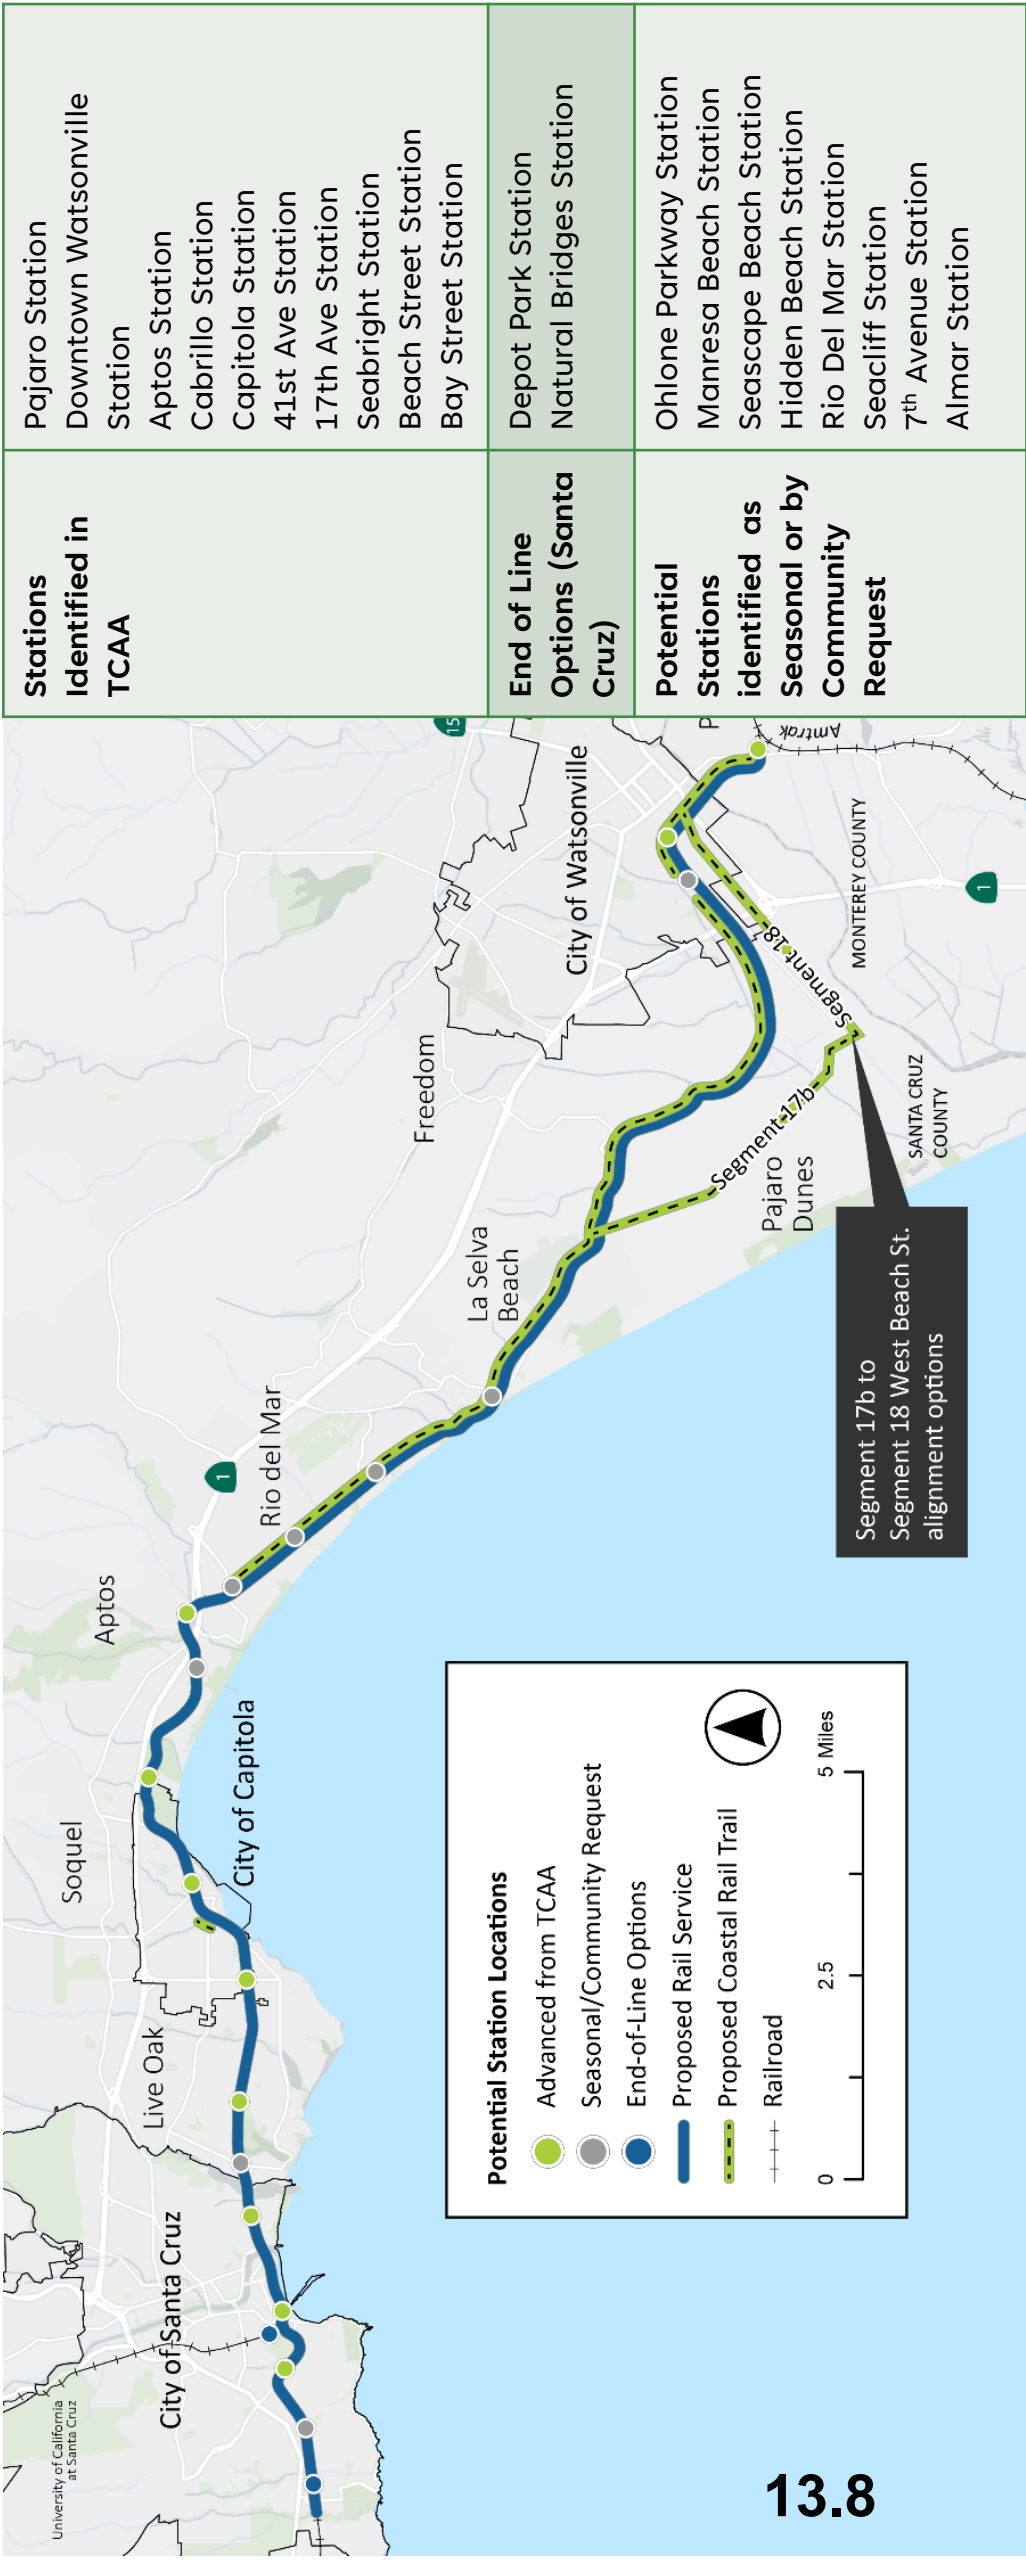 University of California
at Santa Cruz
City of Santa Cruz
Live Oak
Soquel
City of Capitola
Aptos
Rio del Mar
1
La Selva
Beach
Freedom
City of Watsonville
15
Pajaro
Dunes
Segment 17b
Segment 18
SANTA CRUZ
COUNTY
MONTEREY COUNTY
1
P
Amtrak
Segment 17b to
Segment 18 West Beach St.
alignment options
Potential Station Locations
Advanced from TCAA
Seasonal/Community Request
End-of-Line Options
Proposed Rail Service
Proposed Coastal Rail Trail
Railroad
0 2.5 5 Miles
Stations
Identified in
TCAA
Pajaro Station
Downtown Watsonville
Station
Aptos Station
Cabrillo Station
Capitola Station
41st Ave Station
17th Ave Station
Seabright Station
Beach Street Station
Bay Street Station
End of Line
Options (Santa
Cruz)
Depot Park Station
Natural Bridges Station
Potential
Stations
identified as
Seasonal or by
Community
Request
Ohlone Parkway Station
Manresa Beach Station
Seascape Beach Station
Hidden Beach Station
Rio Del Mar Station
Seacliff Station
7th Avenue Station
Almar Station
13.8